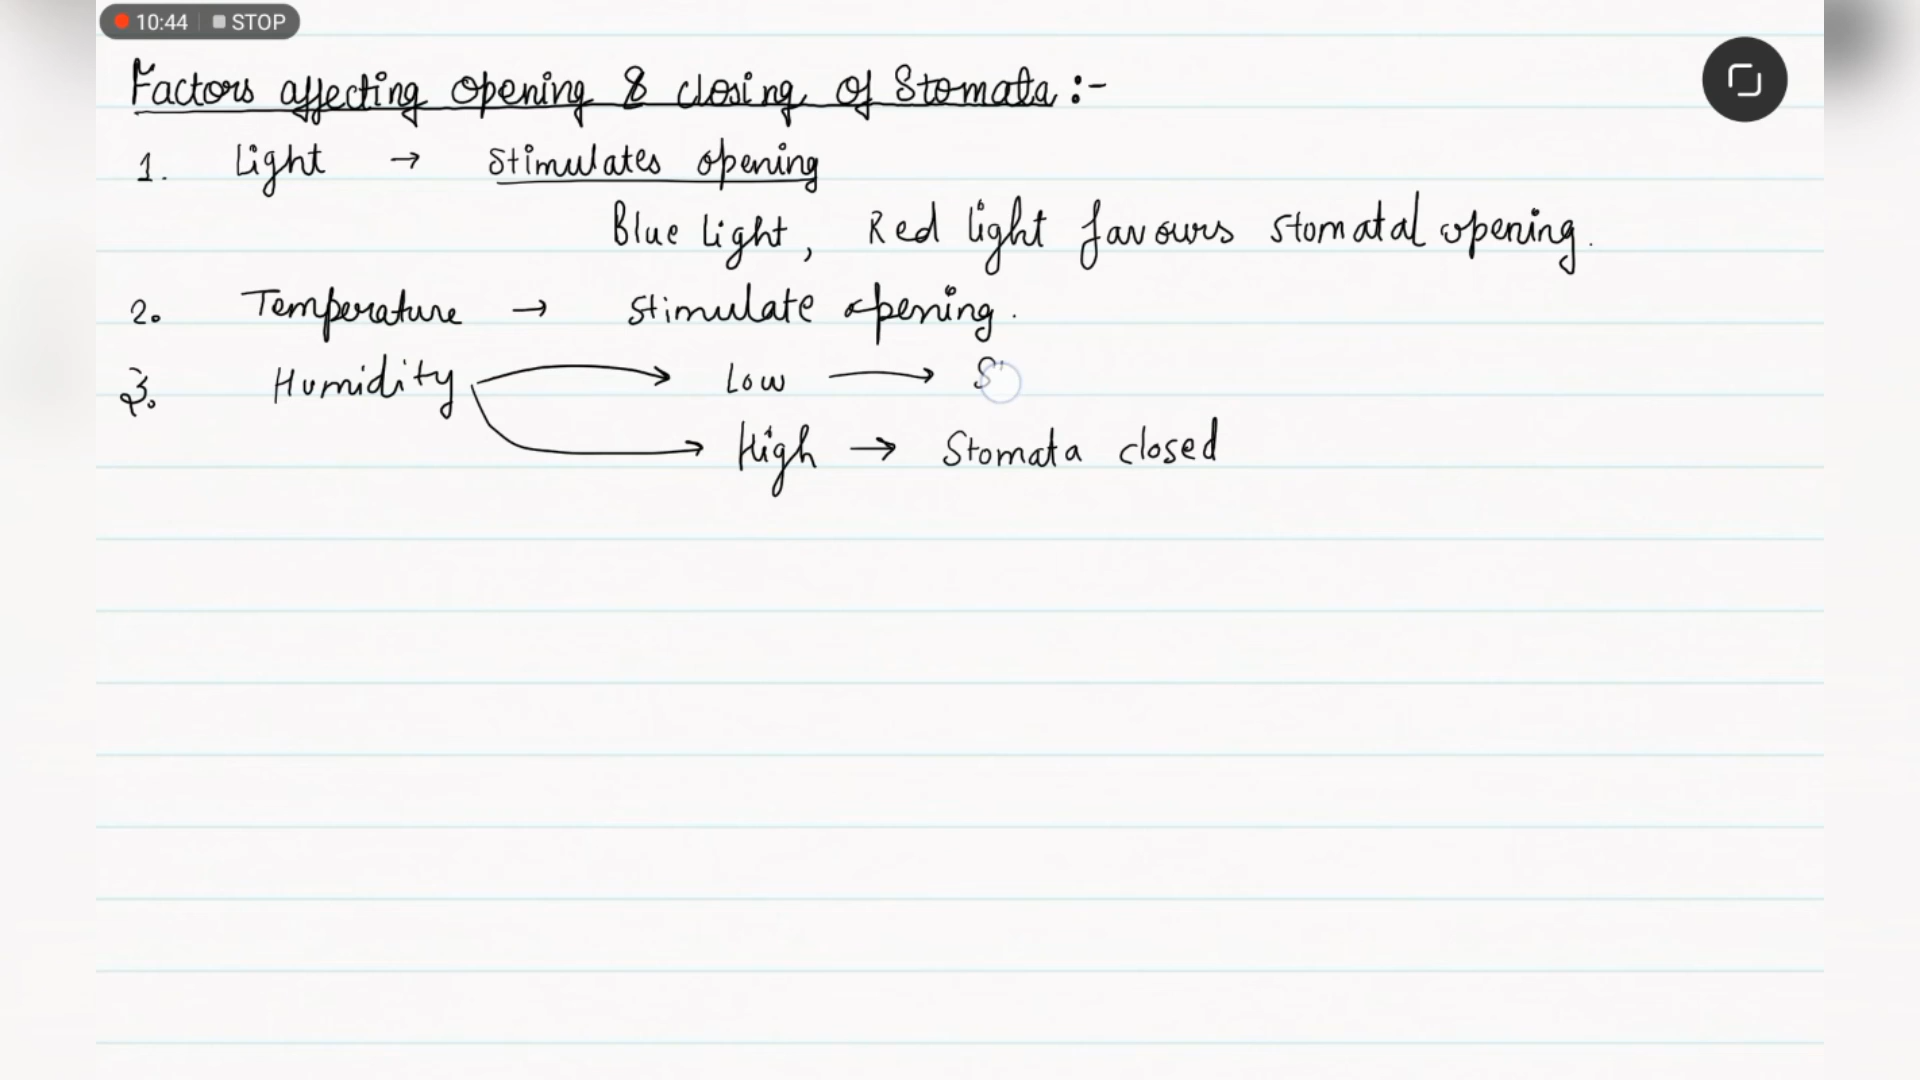 10:44 STOP
Factors affecting opening & closing of Stomata :-
1. Light → stimulates opening
Blue light, Red light favours stomatal opening.
2. Temperature → stimulate opening.
3. Humidity → Low → S
→ High → Stomata closed